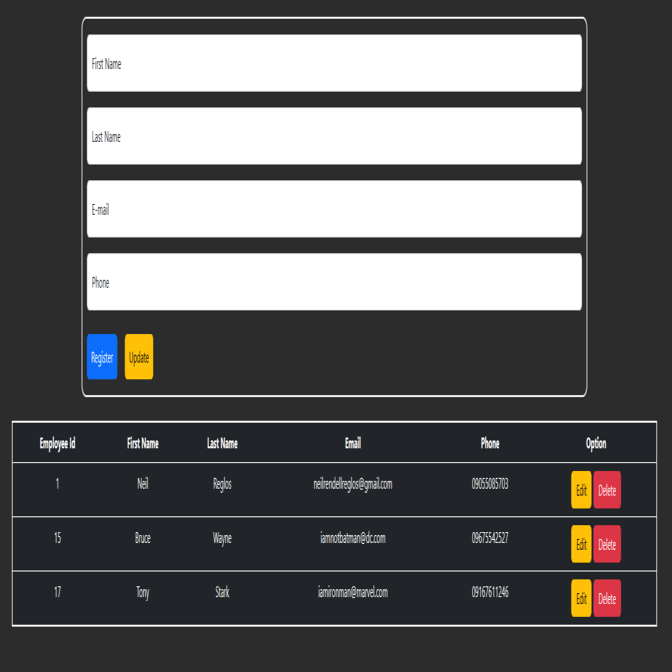 First Name
Last Name
E-mail
Phone
Register Update
Employee Id First Name Last Name Email Phone Option
1 Neil Reglos neilrendellreglos@gmail.com 09055085703 Edit Delete
15 Bruce Wayne iamnotbatman@dc.com 09675542527 Edit Delete
17 Tony Stark iamironman@marvel.com 09167611246 Edit Delete